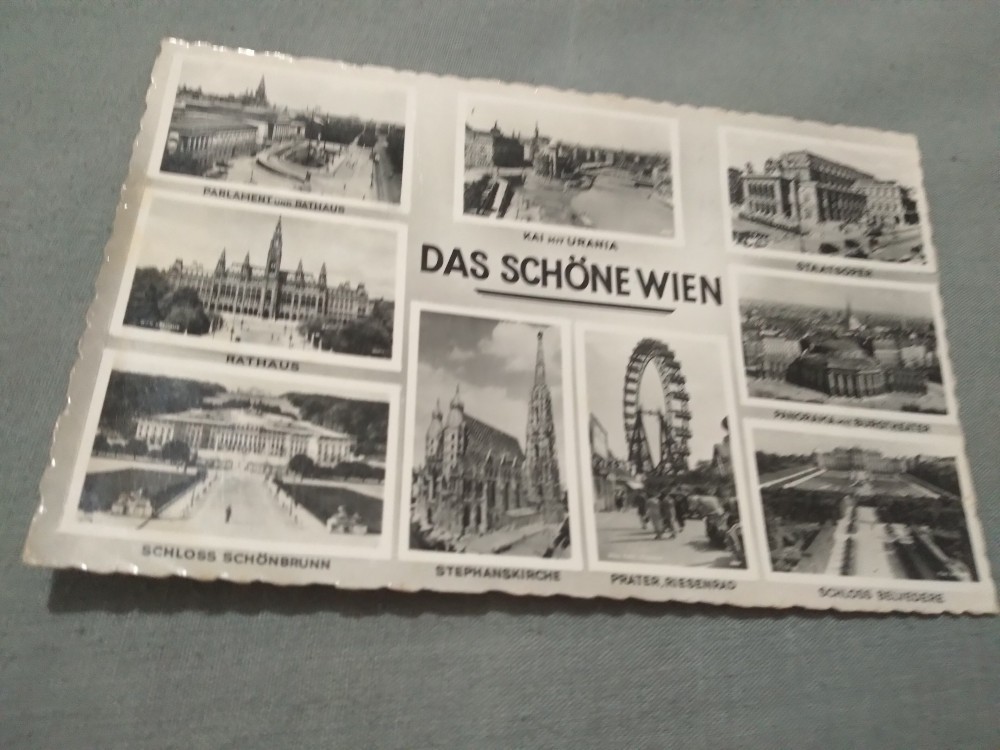 PARLAMENT UND RATHAUS
KAI MIT URANIA
STAATSOPER
DAS SCHÖNE WIEN
RATHAUS
PANORAMA MIT BURGTHEATER
SCHLOSS SCHÖNBRUNN
STEPHANSKIRCHE
PRATER, RIESENRAD
SCHLOSS BELVEDERE